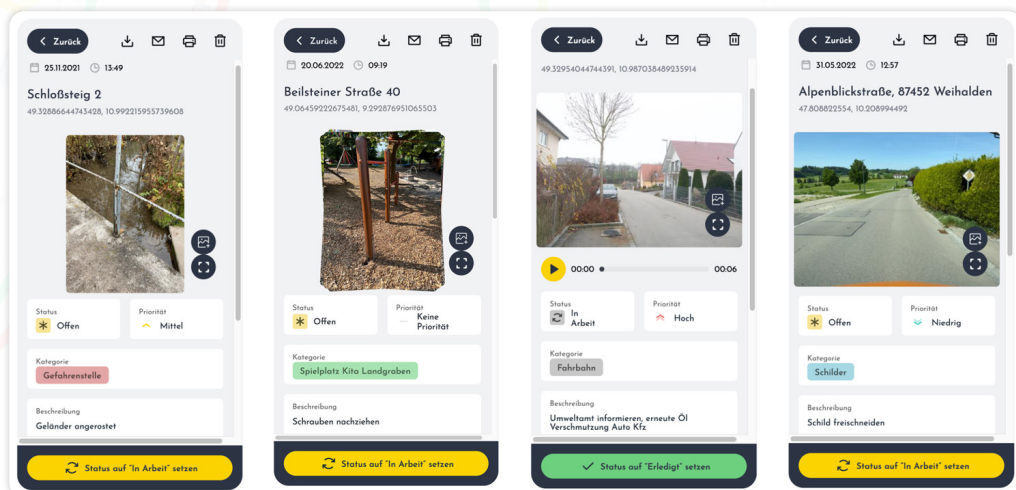 Zurück
25.11.2021 13:49
Schloßsteig 2
49.32886644743428, 10.992215955739608
Status
Offen
Priorität
Mittel
Kategorie
Gefahrenstelle
Beschreibung
Geländer angerostet
Status auf "In Arbeit" setzen
Zurück
20.06.2022 09:19
Beilsteiner Straße 40
49.06459222675481, 9.292876951065503
Status
Offen
Priorität
Keine
Priorität
Kategorie
Spielplatz Kita Landgraben
Beschreibung
Schrauben nachziehen
Status auf "In Arbeit" setzen
Zurück
49.32954044744391, 10.987038489235914
00:00 00:06
Status
In
Arbeit
Priorität
Hoch
Kategorie
Fahrbahn
Beschreibung
Umweltamt informieren, erneute Öl
Verschmutzung Auto Kfz
Status auf "Erledigt" setzen
Zurück
31.05.2022 12:57
Alpenblickstraße, 87452 Weihalden
47.808822554, 10.208994492
Status
Offen
Priorität
Niedrig
Kategorie
Schilder
Beschreibung
Schild freischneiden
Status auf "In Arbeit" setzen